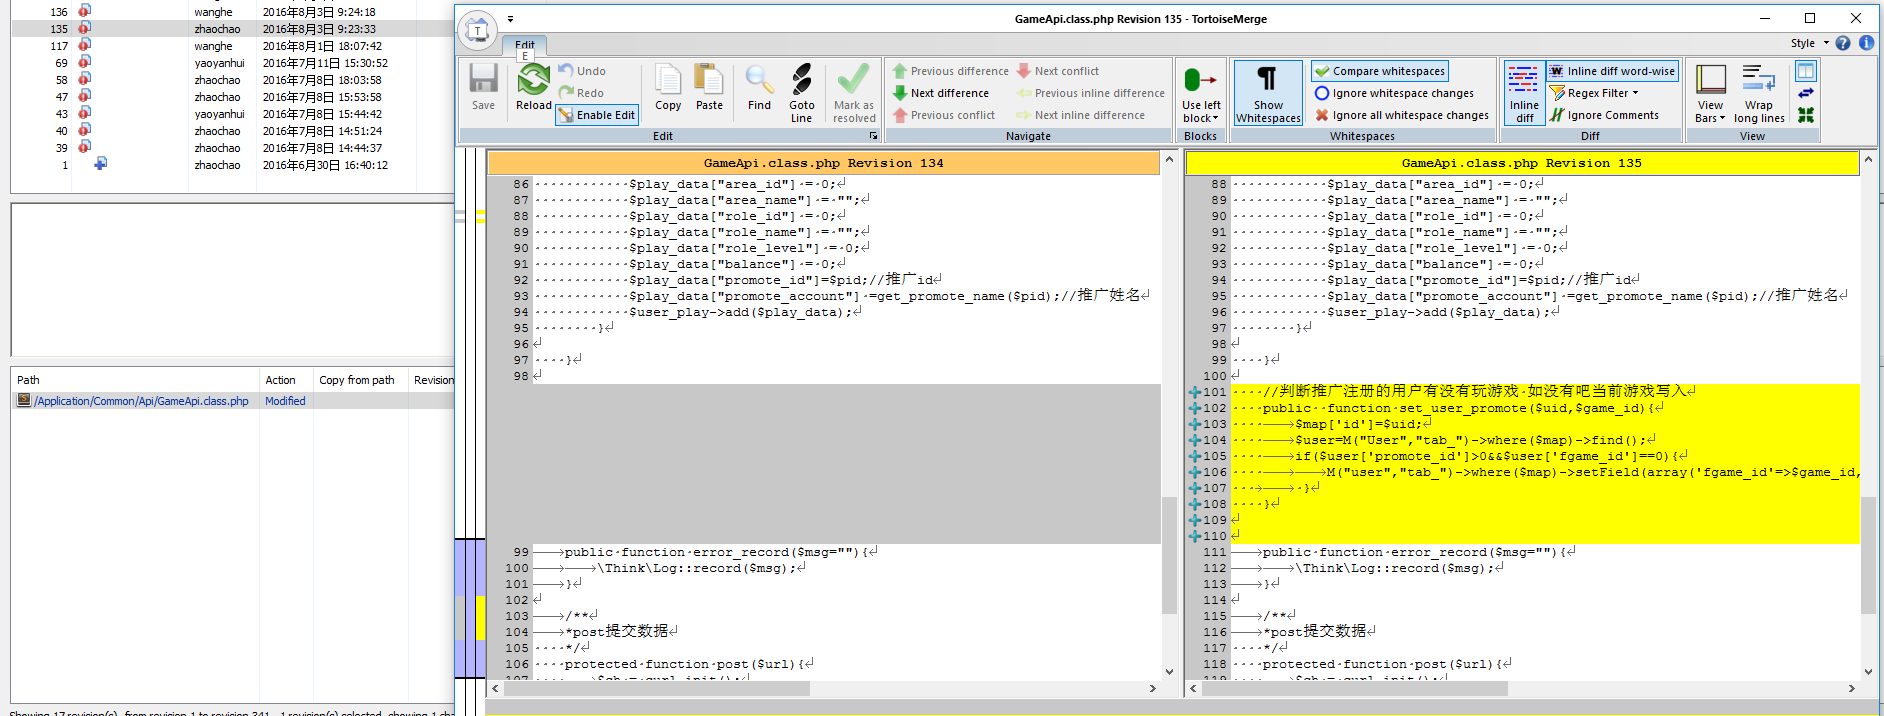 136 wanghe 2016年8月3日 9:24:18
135 zhaochao 2016年8月3日 9:23:33
117 wanghe 2016年8月1日 18:07:42
69 yaoyanhui 2016年7月11日 15:30:52
58 zhaochao 2016年7月8日 18:03:58
47 zhaochao 2016年7月8日 15:53:58
43 yaoyanhui 2016年7月8日 15:44:42
40 zhaochao 2016年7月8日 14:51:24
39 zhaochao 2016年7月8日 14:44:37
1 zhaochao 2016年6月30日 16:40:12
Path Action Copy from path Revision
/Application/Common/Api/GameApi.class.php Modified
Showing 17 revision(s), from revision 1 to revision 341 - 1 revision(s) selected, showing 1 cha
GameApi.class.php Revision 135 - TortoiseMerge
T
Edit
E
Style
Save
Reload
Undo
Redo
Enable Edit
Copy
Paste
Find
Goto Line
Mark as resolved
Edit
Previous difference
Next difference
Previous conflict
Next conflict
Previous inline difference
Next inline difference
Navigate
Use left block
Blocks
Show Whitespaces
Compare whitespaces
Ignore whitespace changes
Ignore all whitespace changes
Whitespaces
Inline diff
Inline diff word-wise
Regex Filter
Ignore Comments
Diff
View Bars
Wrap long lines
View
GameApi.class.php Revision 134
86 $play_data["area_id"] = 0;
87 $play_data["area_name"] = "";
88 $play_data["role_id"] = 0;
89 $play_data["role_name"] = "";
90 $play_data["role_level"] = 0;
91 $play_data["balance"] = 0;
92 $play_data["promote_id"]=$pid;//推广id
93 $play_data["promote_account"] =get_promote_name($pid);//推广姓名
94 $user_play->add($play_data);
95 }
96
97 }
98
99 public function error_record($msg=""){
100 \Think\Log::record($msg);
101 }
102
103 /**
104 *post提交数据
105 */
106 protected function post($url){
107 $ch = curl_init();
GameApi.class.php Revision 135
88 $play_data["area_id"] = 0;
89 $play_data["area_name"] = "";
90 $play_data["role_id"] = 0;
91 $play_data["role_name"] = "";
92 $play_data["role_level"] = 0;
93 $play_data["balance"] = 0;
94 $play_data["promote_id"]=$pid;//推广id
95 $play_data["promote_account"] =get_promote_name($pid);//推广姓名
96 $user_play->add($play_data);
97 }
98
99 }
100
101 //判断推广注册的用户有没有玩游戏 如没有吧当前游戏写入
102 public function set_user_promote($uid,$game_id){
103 $map['id']=$uid;
104 $user=M("User","tab_")->where($map)->find();
105 if($user['promote_id']>0&&$user['fgame_id']==0){
106 M("user","tab_")->where($map)->setField(array('fgame_id'=>$game_id,
107 }
108 }
109
110
111 public function error_record($msg=""){
112 \Think\Log::record($msg);
113 }
114
115 /**
116 *post提交数据
117 */
118 protected function post($url){
119 $ch = curl_init();